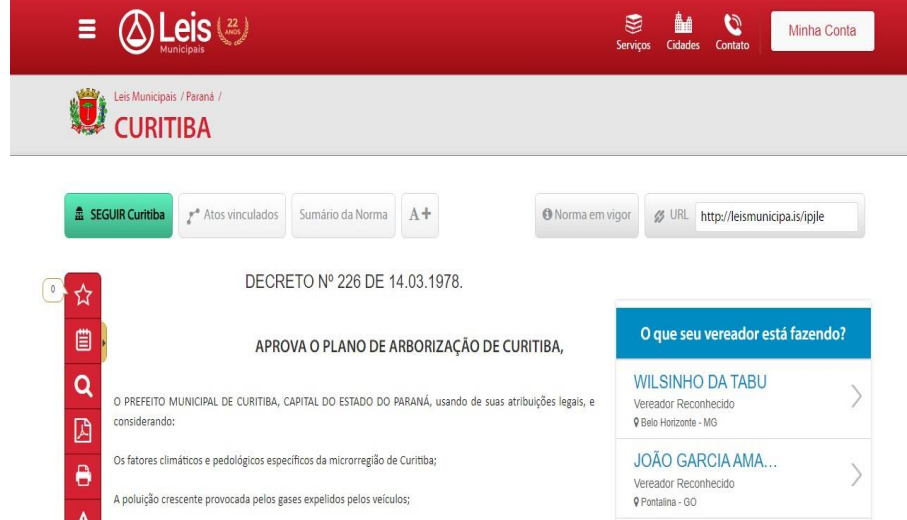 Leis
Municipais
22
ANOS
Serviços
Cidades
Contato
Minha Conta
Leis Municipais / Paraná /
CURITIBA
SEGUIR Curitiba
Atos vinculados
Sumário da Norma
A+
Norma em vigor
URL
http://leismunicipa.is/ipjle
0
DECRETO Nº 226 DE 14.03.1978.
APROVA O PLANO DE ARBORIZAÇÃO DE CURITIBA,
O PREFEITO MUNICIPAL DE CURITIBA, CAPITAL DO ESTADO DO PARANÁ, usando de suas atribuições legais, e
considerando:
Os fatores climáticos e pedológicos específicos da microrregião de Curitiba;
A poluição crescente provocada pelos gases expelidos pelos veículos;
O que seu vereador está fazendo?
WILSINHO DA TABU
Vereador Reconhecido
Belo Horizonte - MG
JOÃO GARCIA AMA...
Vereador Reconhecido
Pontalina - GO